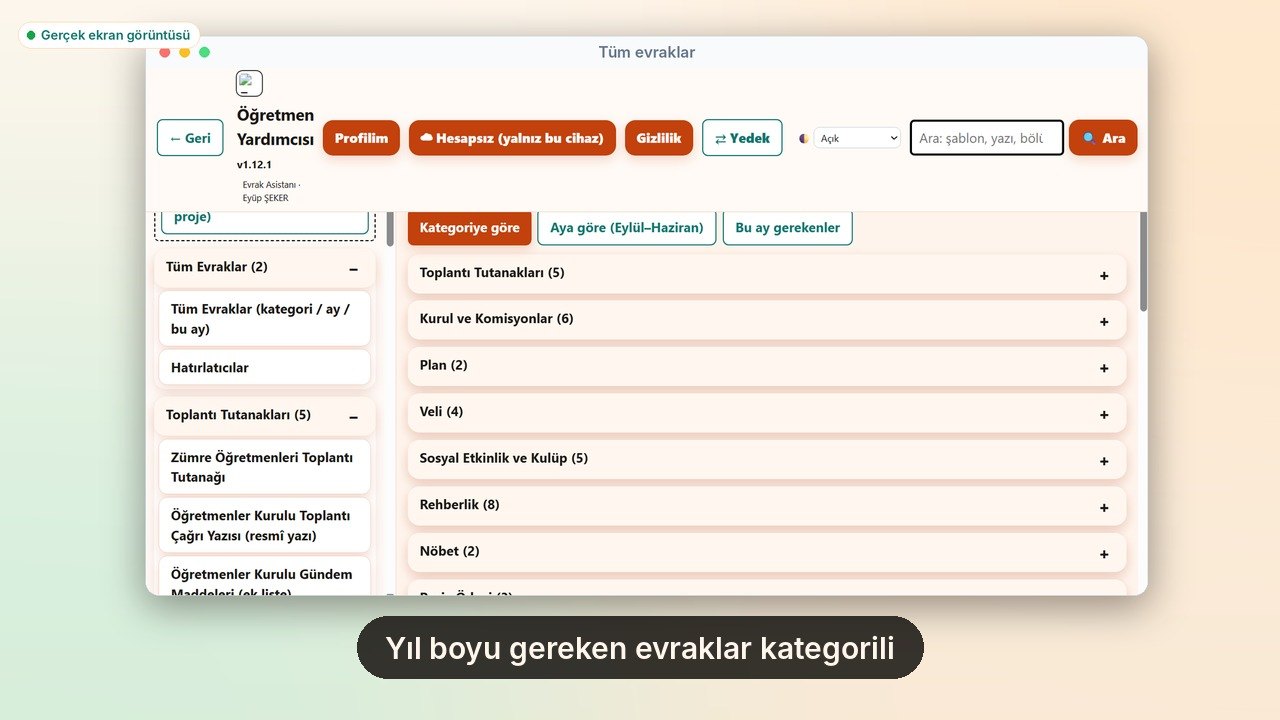 Gerçek ekran görüntüsü
Tüm evraklar
← Geri
Öğretmen
Yardımcısı
v1.12.1
Evrak Asistanı ·
Eyüp ŞEKER
Profilim
Hesapsız (yalnız bu cihaz)
Gizlilik
⇄ Yedek
Açık
Ara: şablon, yazı, bölü
Ara
proje)
Tüm Evraklar (2)
Tüm Evraklar (kategori / ay /
bu ay)
Hatırlatıcılar
Toplantı Tutanakları (5)
Zümre Öğretmenleri Toplantı
Tutanağı
Öğretmenler Kurulu Toplantı
Çağrı Yazısı (resmî yazı)
Öğretmenler Kurulu Gündem
Maddeleri (ek liste)
Kategoriye göre
Aya göre (Eylül–Haziran)
Bu ay gerekenler
Toplantı Tutanakları (5)
Kurul ve Komisyonlar (6)
Plan (2)
Veli (4)
Sosyal Etkinlik ve Kulüp (5)
Rehberlik (8)
Nöbet (2)
Yıl boyu gereken evraklar kategorili